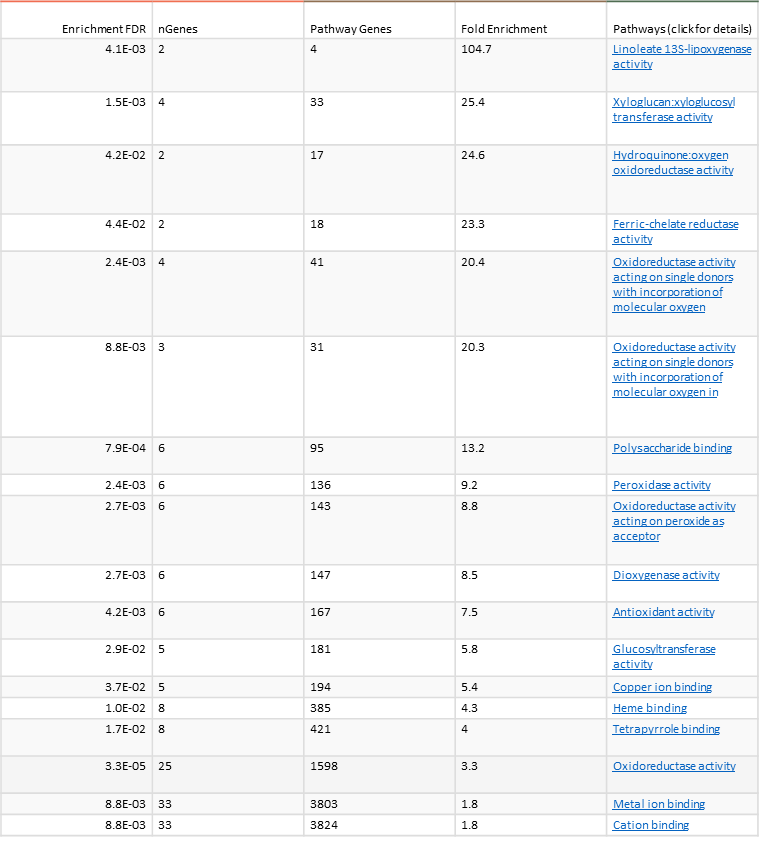 Enrichment FDR nGenes Pathway Genes Fold Enrichment Pathways (click for details)
4.1E-03 2 4 104.7 Linoleate 13S-lipoxygenase
activity
1.5E-03 4 33 25.4 Xyloglucan:xyloglucosyl
transferase activity
4.2E-02 2 17 24.6 Hydroquinone:oxygen
oxidoreductase activity
4.4E-02 2 18 23.3 Ferric-chelate reductase
activity
2.4E-03 4 41 20.4 Oxidoreductase activity
acting on single donors
with incorporation of
molecular oxygen
8.8E-03 3 31 20.3 Oxidoreductase activity
acting on single donors
with incorporation of
molecular oxygen in
7.9E-04 6 95 13.2 Polysaccharide binding
2.4E-03 6 136 9.2 Peroxidase activity
2.7E-03 6 143 8.8 Oxidoreductase activity
acting on peroxide as
acceptor
2.7E-03 6 147 8.5 Dioxygenase activity
4.2E-03 6 167 7.5 Antioxidant activity
2.9E-02 5 181 5.8 Glucosyltransferase
activity
3.7E-02 5 194 5.4 Copper ion binding
1.0E-02 8 385 4.3 Heme binding
1.7E-02 8 421 4 Tetrapyrrole binding
3.3E-05 25 1598 3.3 Oxidoreductase activity
8.8E-03 33 3803 1.8 Metal ion binding
8.8E-03 33 3824 1.8 Cation binding